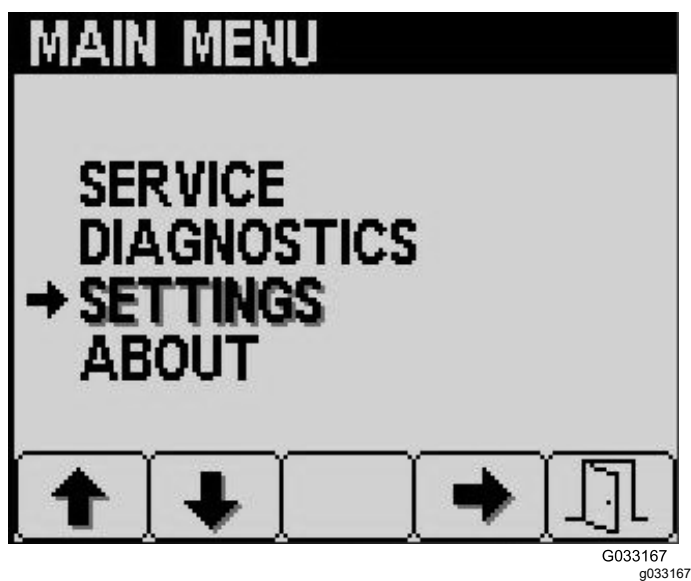 MAIN MENU
SERVICE
DIAGNOSTICS
SETTINGS
ABOUT
G033167
g033167